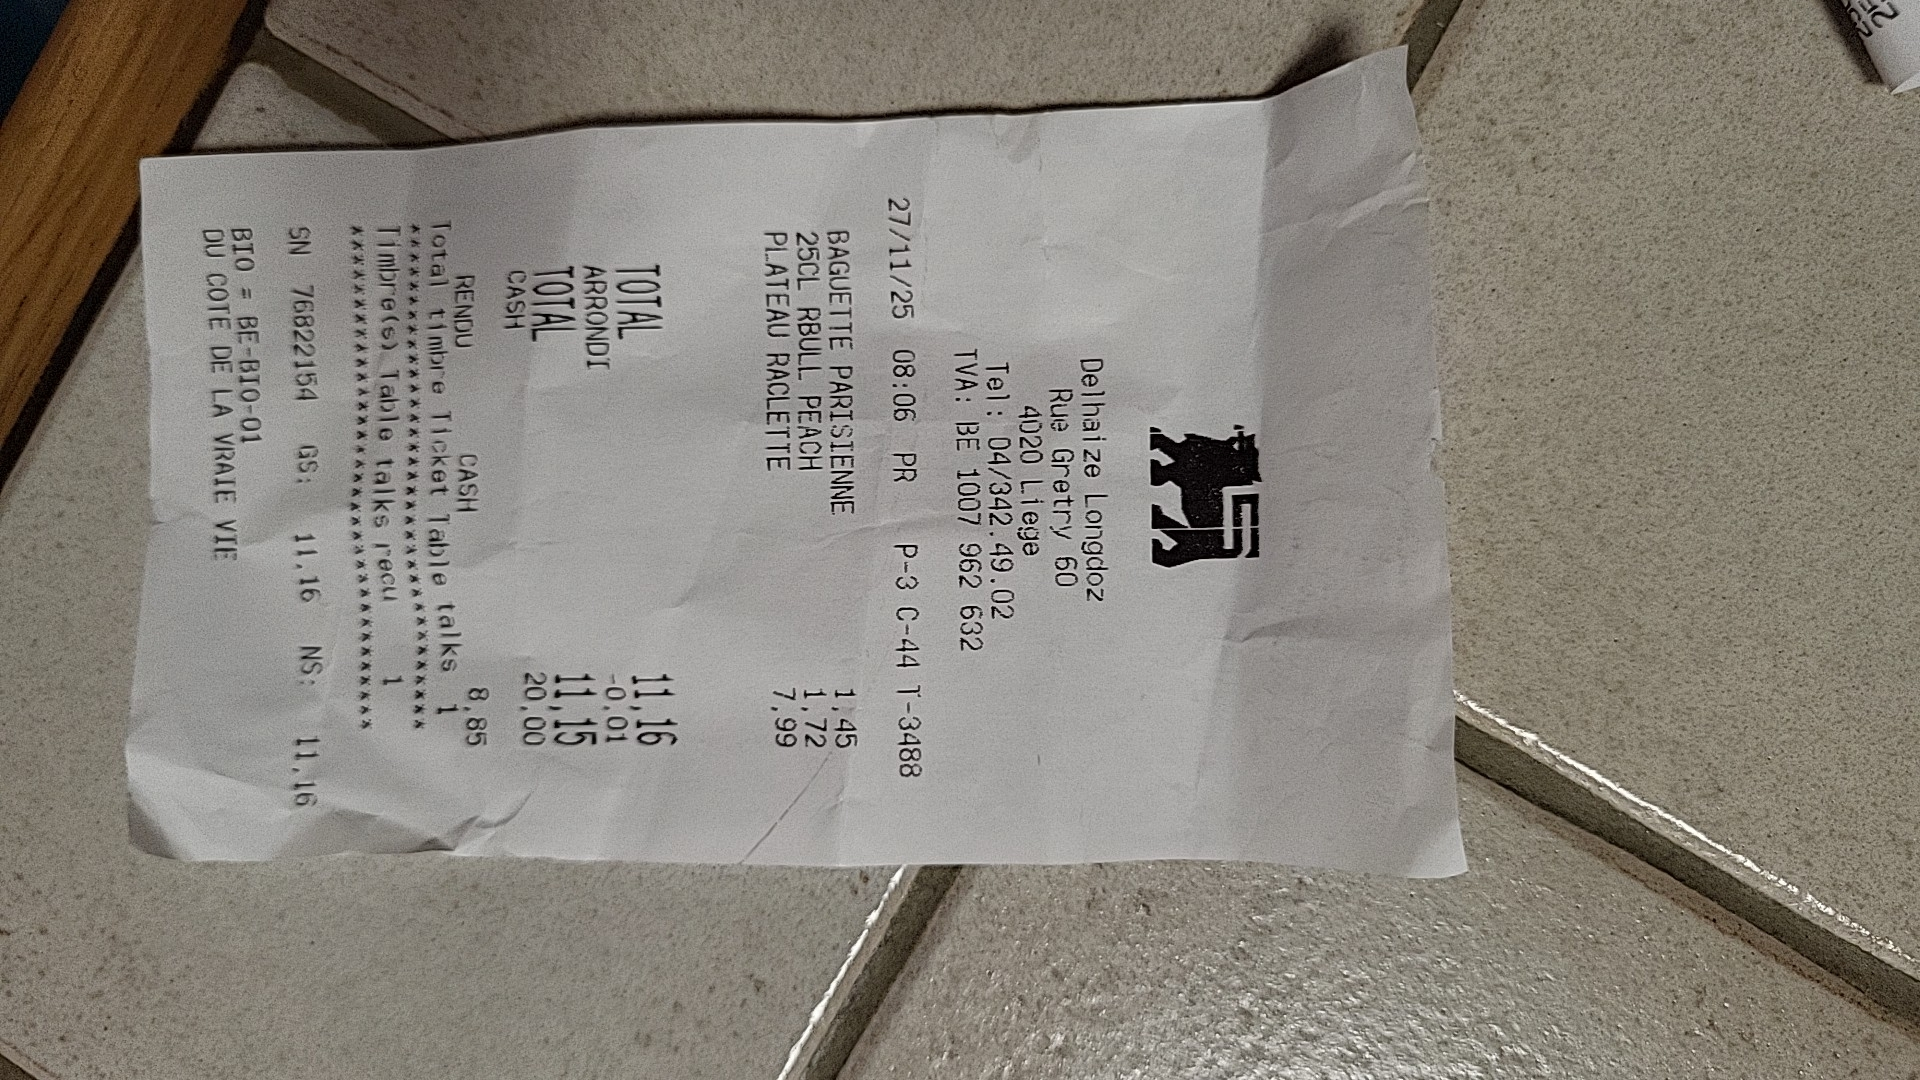 Delhaize Longdoz
Rue Gretry 60
4020 Liege
Tel: 04/342.49.02
TVA: BE 1007 962 632
27/11/25 08:06 PR P-3 C-44 T-3488
BAGUETTE PARISIENNE 1,45
25CL RBULL PEACH 1,72
PLATEAU RACLETTE 7,99
TOTAL 11,16
ARRONDI -0,01
TOTAL 11,15
CASH 20,00
RENDU CASH 8,85
Total timbre Ticket Table talks 1
**************************************
Timbre(s) Table talks recu 1
**************************************
SN 76822154 GS: 11,16 NS: 11,16
BIO = BE-BIO-01
DU COTE DE LA VRAIE VIE